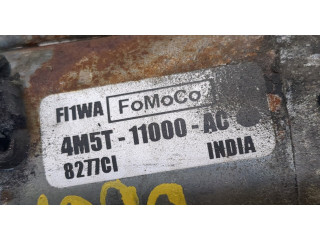 FI1WA FoMoCo
4M5T-11000-AC
8277CI INDIA